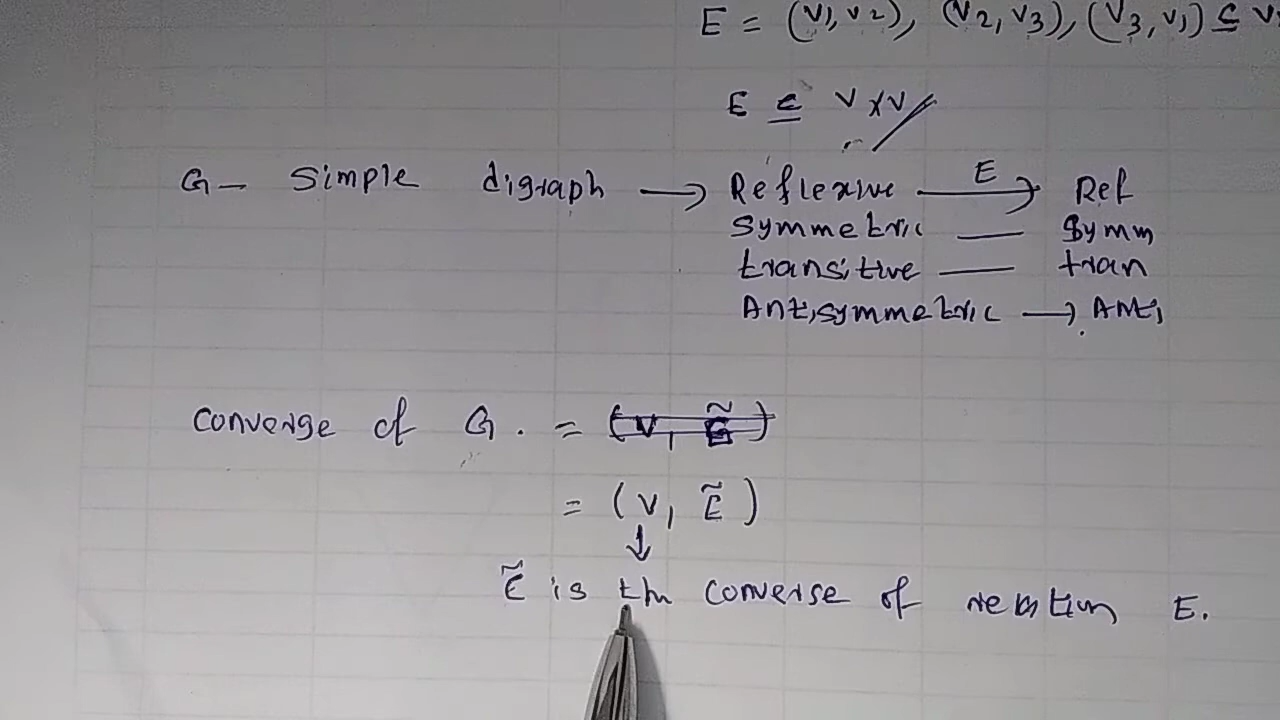 E = (v1, v2), (v2, v3), (v3, v1) ⊆ v
E ⊆ V x V
G - Simple digraph → Reflexive —E→ Ref
Symmetric — Symm
transitive — tran
Antisymmetric → Anti
Converge of G. = (V, G̃)
= (V, Ẽ)
↓
Ẽ is the converse of relation E.